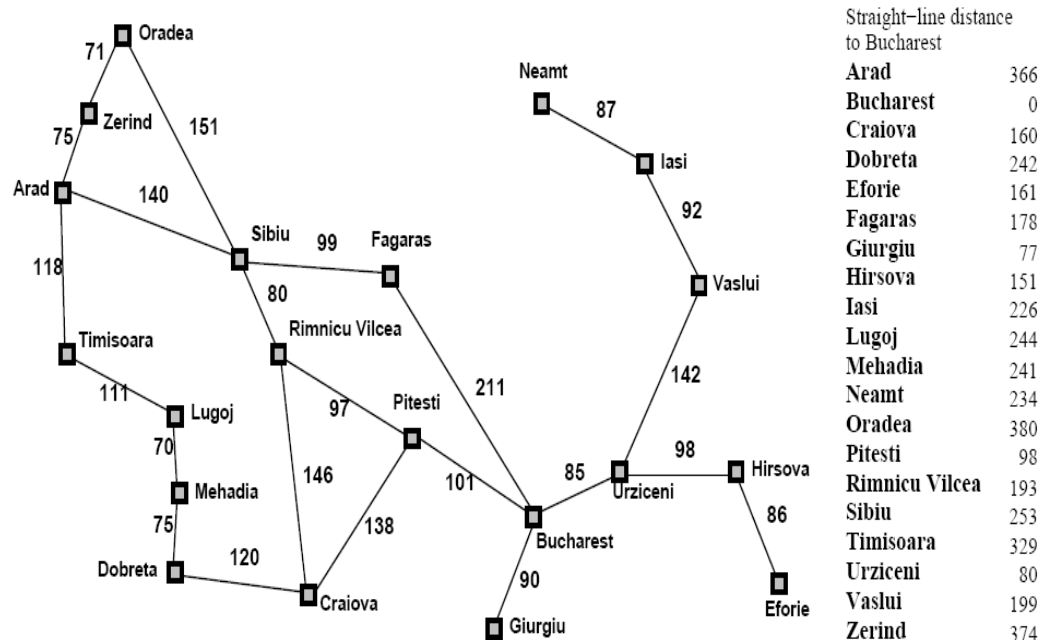 Oradea
71
Neamt
87
Zerind
151
75
Iasi
Arad
140
92
Sibiu
99
Fagaras
118
Vaslui
80
Timisoara
Rimnicu Vilcea
142
111
211
Lugoj
97
Pitesti
70
98
Hirsova
146
85
Mehadia
101
Urziceni
75
138
86
Bucharest
120
Dobreta
90
Craiova
Eforie
Giurgiu
Straight−line distance
to Bucharest
Arad 366
Bucharest 0
Craiova 160
Dobreta 242
Eforie 161
Fagaras 178
Giurgiu 77
Hirsova 151
Iasi 226
Lugoj 244
Mehadia 241
Neamt 234
Oradea 380
Pitesti 98
Rimnicu Vilcea 193
Sibiu 253
Timisoara 329
Urziceni 80
Vaslui 199
Zerind 374